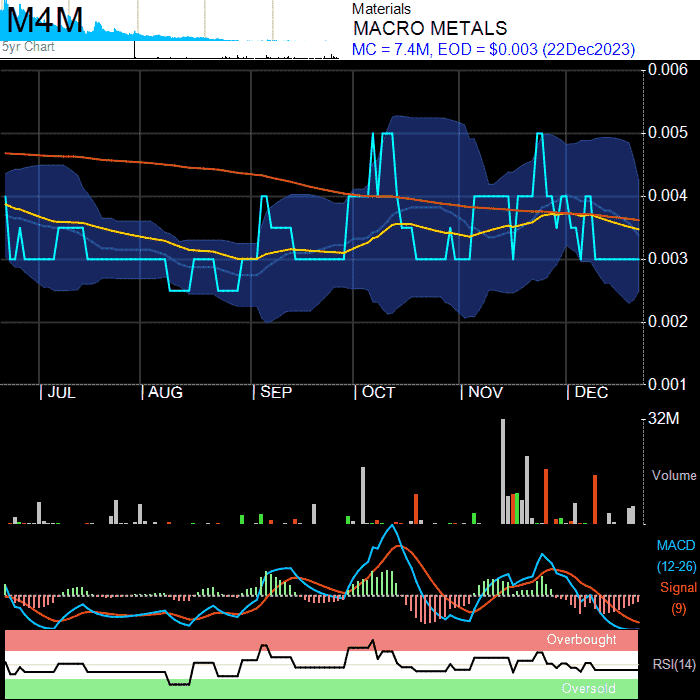 M4M
5yr Chart
Materials
MACRO METALS
MC = 7.4M, EOD = $0.003 (22Dec2023)
0.006
0.005
0.004
0.003
0.002
0.001
JUL AUG SEP OCT NOV DEC
32M
Volume
MACD
(12-26)
Signal
(9)
Overbought
RSI(14)
Oversold